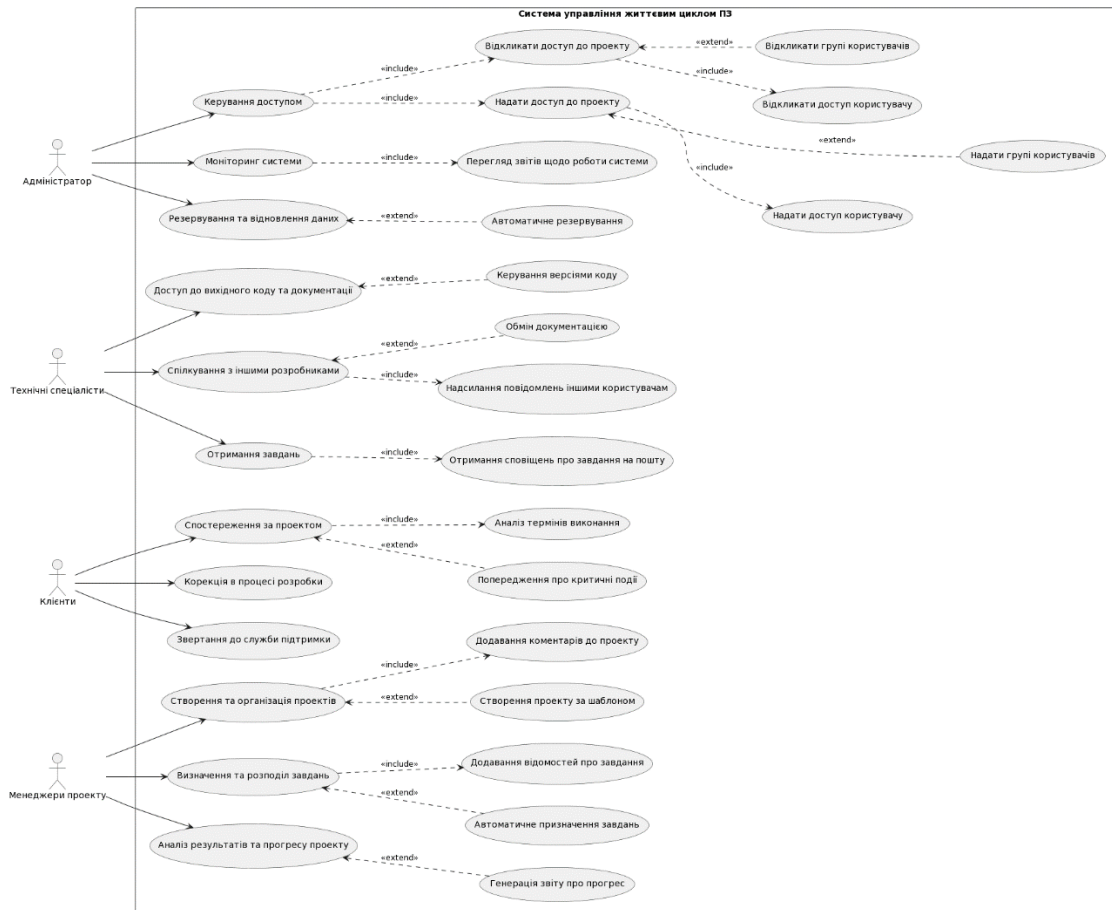 Система управління життєвим циклом ПЗ
Відкликати доступ до проекту
«extend»
Відкликати групі користувачів
«include»
«include»
Відкликати доступ користувачу
Керування доступом
«include»
Надати доступ до проекту
«extend»
Надати групі користувачів
«include»
Надати доступ користувачу
Адміністратор
Моніторинг системи
«include»
Перегляд звітів щодо роботи системи
Резервування та відновлення даних
«extend»
Автоматичне резервування
Доступ до вихідного коду та документації
«extend»
Керування версіями коду
Обмін документацією
«extend»
Технічні спеціалісти
Спілкування з іншими розробниками
«include»
Надсилання повідомлень іншими користувачам
Отримання завдань
«include»
Отримання сповіщень про завдання на пошту
Спостереження за проектом
«include»
Аналіз термінів виконання
«extend»
Попередження про критичні події
Клієнти
Корекція в процесі розробки
Звертання до служби підтримки
Додавання коментарів до проекту
«include»
Створення та організація проектів
«extend»
Створення проекту за шаблоном
Менеджери проекту
Визначення та розподіл завдань
«include»
Додавання відомостей про завдання
«extend»
Автоматичне призначення завдань
Аналіз результатів та прогресу проекту
«extend»
Генерація звіту про прогрес